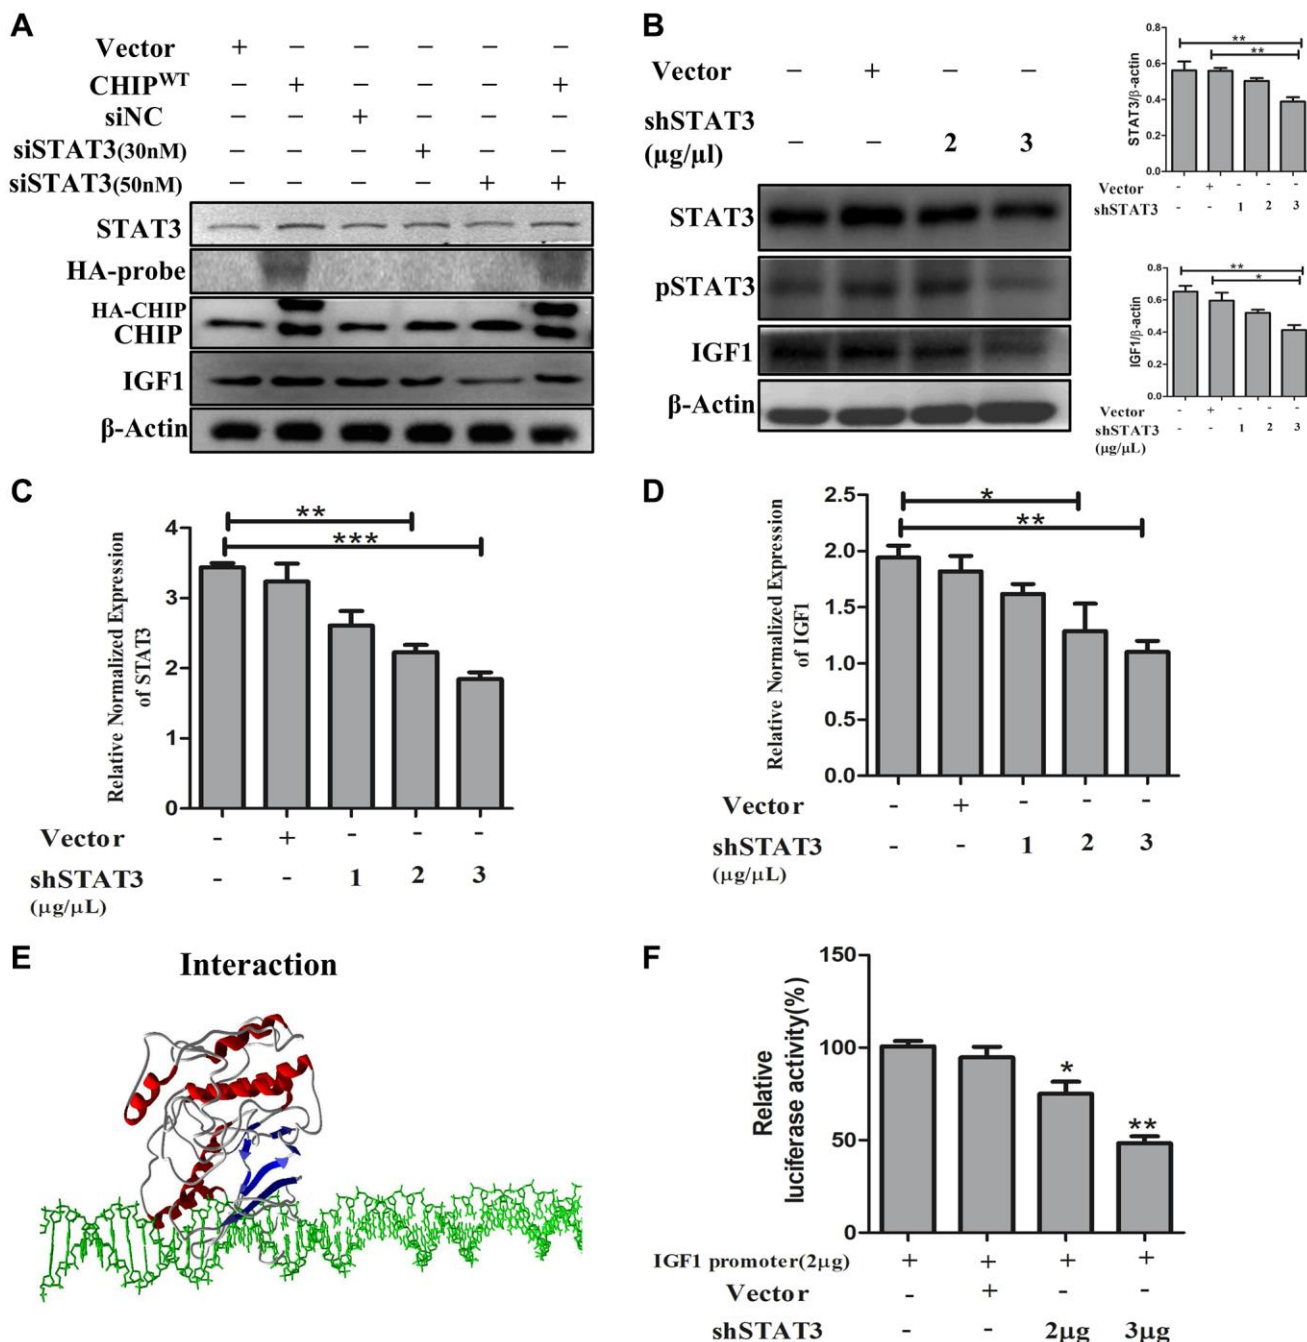 A
Vector + – – – – –
CHIPWT – + – – – +
siNC – – + – – –
siSTAT3(30nM) – – – + – –
siSTAT3(50nM) – – – – + +
STAT3
HA-probe
HA-CHIP
CHIP
IGF1
β-Actin
B
Vector – + – –
shSTAT3
(μg/μl) – – 2 3
STAT3
pSTAT3
IGF1
β-Actin
**
**
0.8
0.6
0.4
0.2
0.0
STAT3/β-actin
Vector - + - - -
shSTAT3 - - 1 2 3
**
*
0.8
0.6
0.4
0.2
0.0
IGF1/β-actin
Vector - + - - -
shSTAT3 - - 1 2 3
(μg/μL)
C
**
***
4
3
2
1
0
Relative Normalized Expression
of STAT3
Vector - + - - -
shSTAT3 - - 1 2 3
(μg/μL)
D
*
**
2.5
2.0
1.5
1.0
0.5
0.0
Relative Normalized Expression
of IGF1
Vector - + - - -
shSTAT3 - - 1 2 3
(μg/μL)
E
Interaction
F
150
100
50
0
Relative
luciferase activity(%)
*
**
IGF1 promoter(2μg) + + + +
Vector - + - -
shSTAT3 - - 2μg 3μg